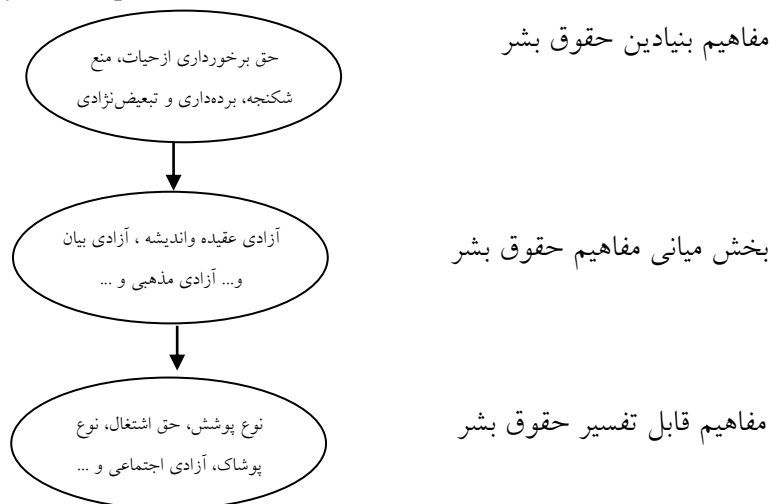 مفاهیم بنیادین حقوق بشر
حق برخورداری ازحیات، منع
شکنجه، برده‌داری و تبعیض‌نژادی
بخش میانی مفاهیم حقوق بشر
آزادی عقیده واندیشه ، آزادی بیان
و... آزادی مذهبی و ...
مفاهیم قابل تفسیر حقوق بشر
نوع پوشش، حق اشتغال، نوع
پوشاک، آزادی اجتماعی و ...